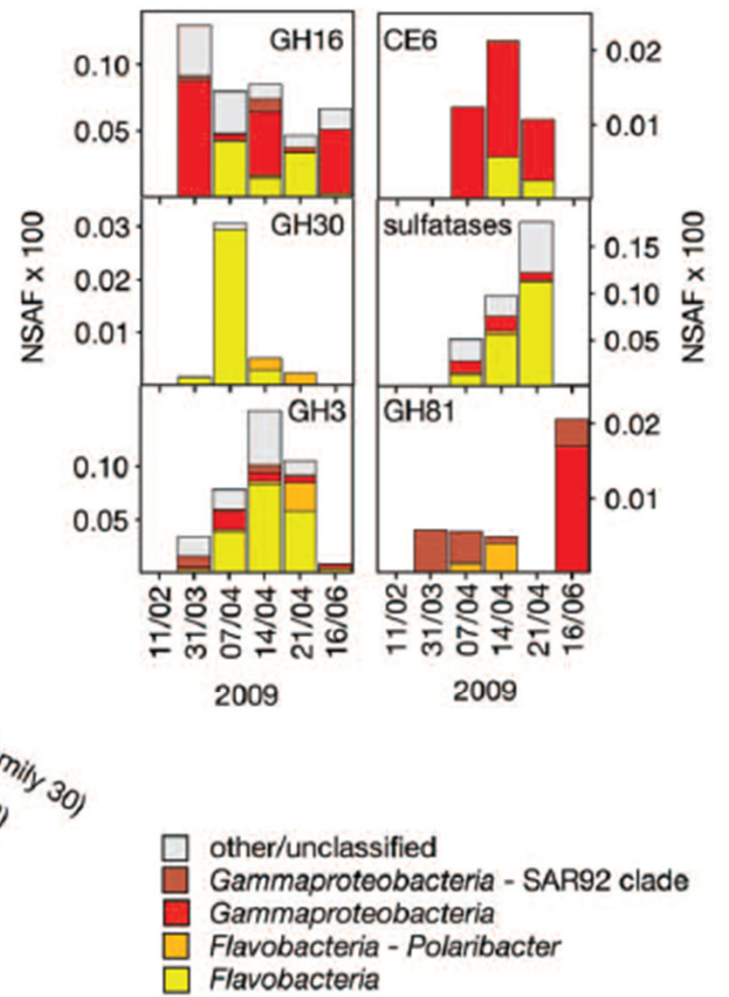 GH16
0.10
0.05
CE6
0.02
0.01
NSAF x 100
GH30
0.03
0.02
0.01
sulfatases
0.15
0.10
0.05
NSAF x 100
GH3
0.10
0.05
GH81
0.02
0.01
11/02
31/03
07/04
14/04
21/04
16/06
2009
11/02
31/03
07/04
14/04
21/04
16/06
2009
mily 30)
)
other/unclassified
Gammaproteobacteria - SAR92 clade
Gammaproteobacteria
Flavobacteria - Polaribacter
Flavobacteria